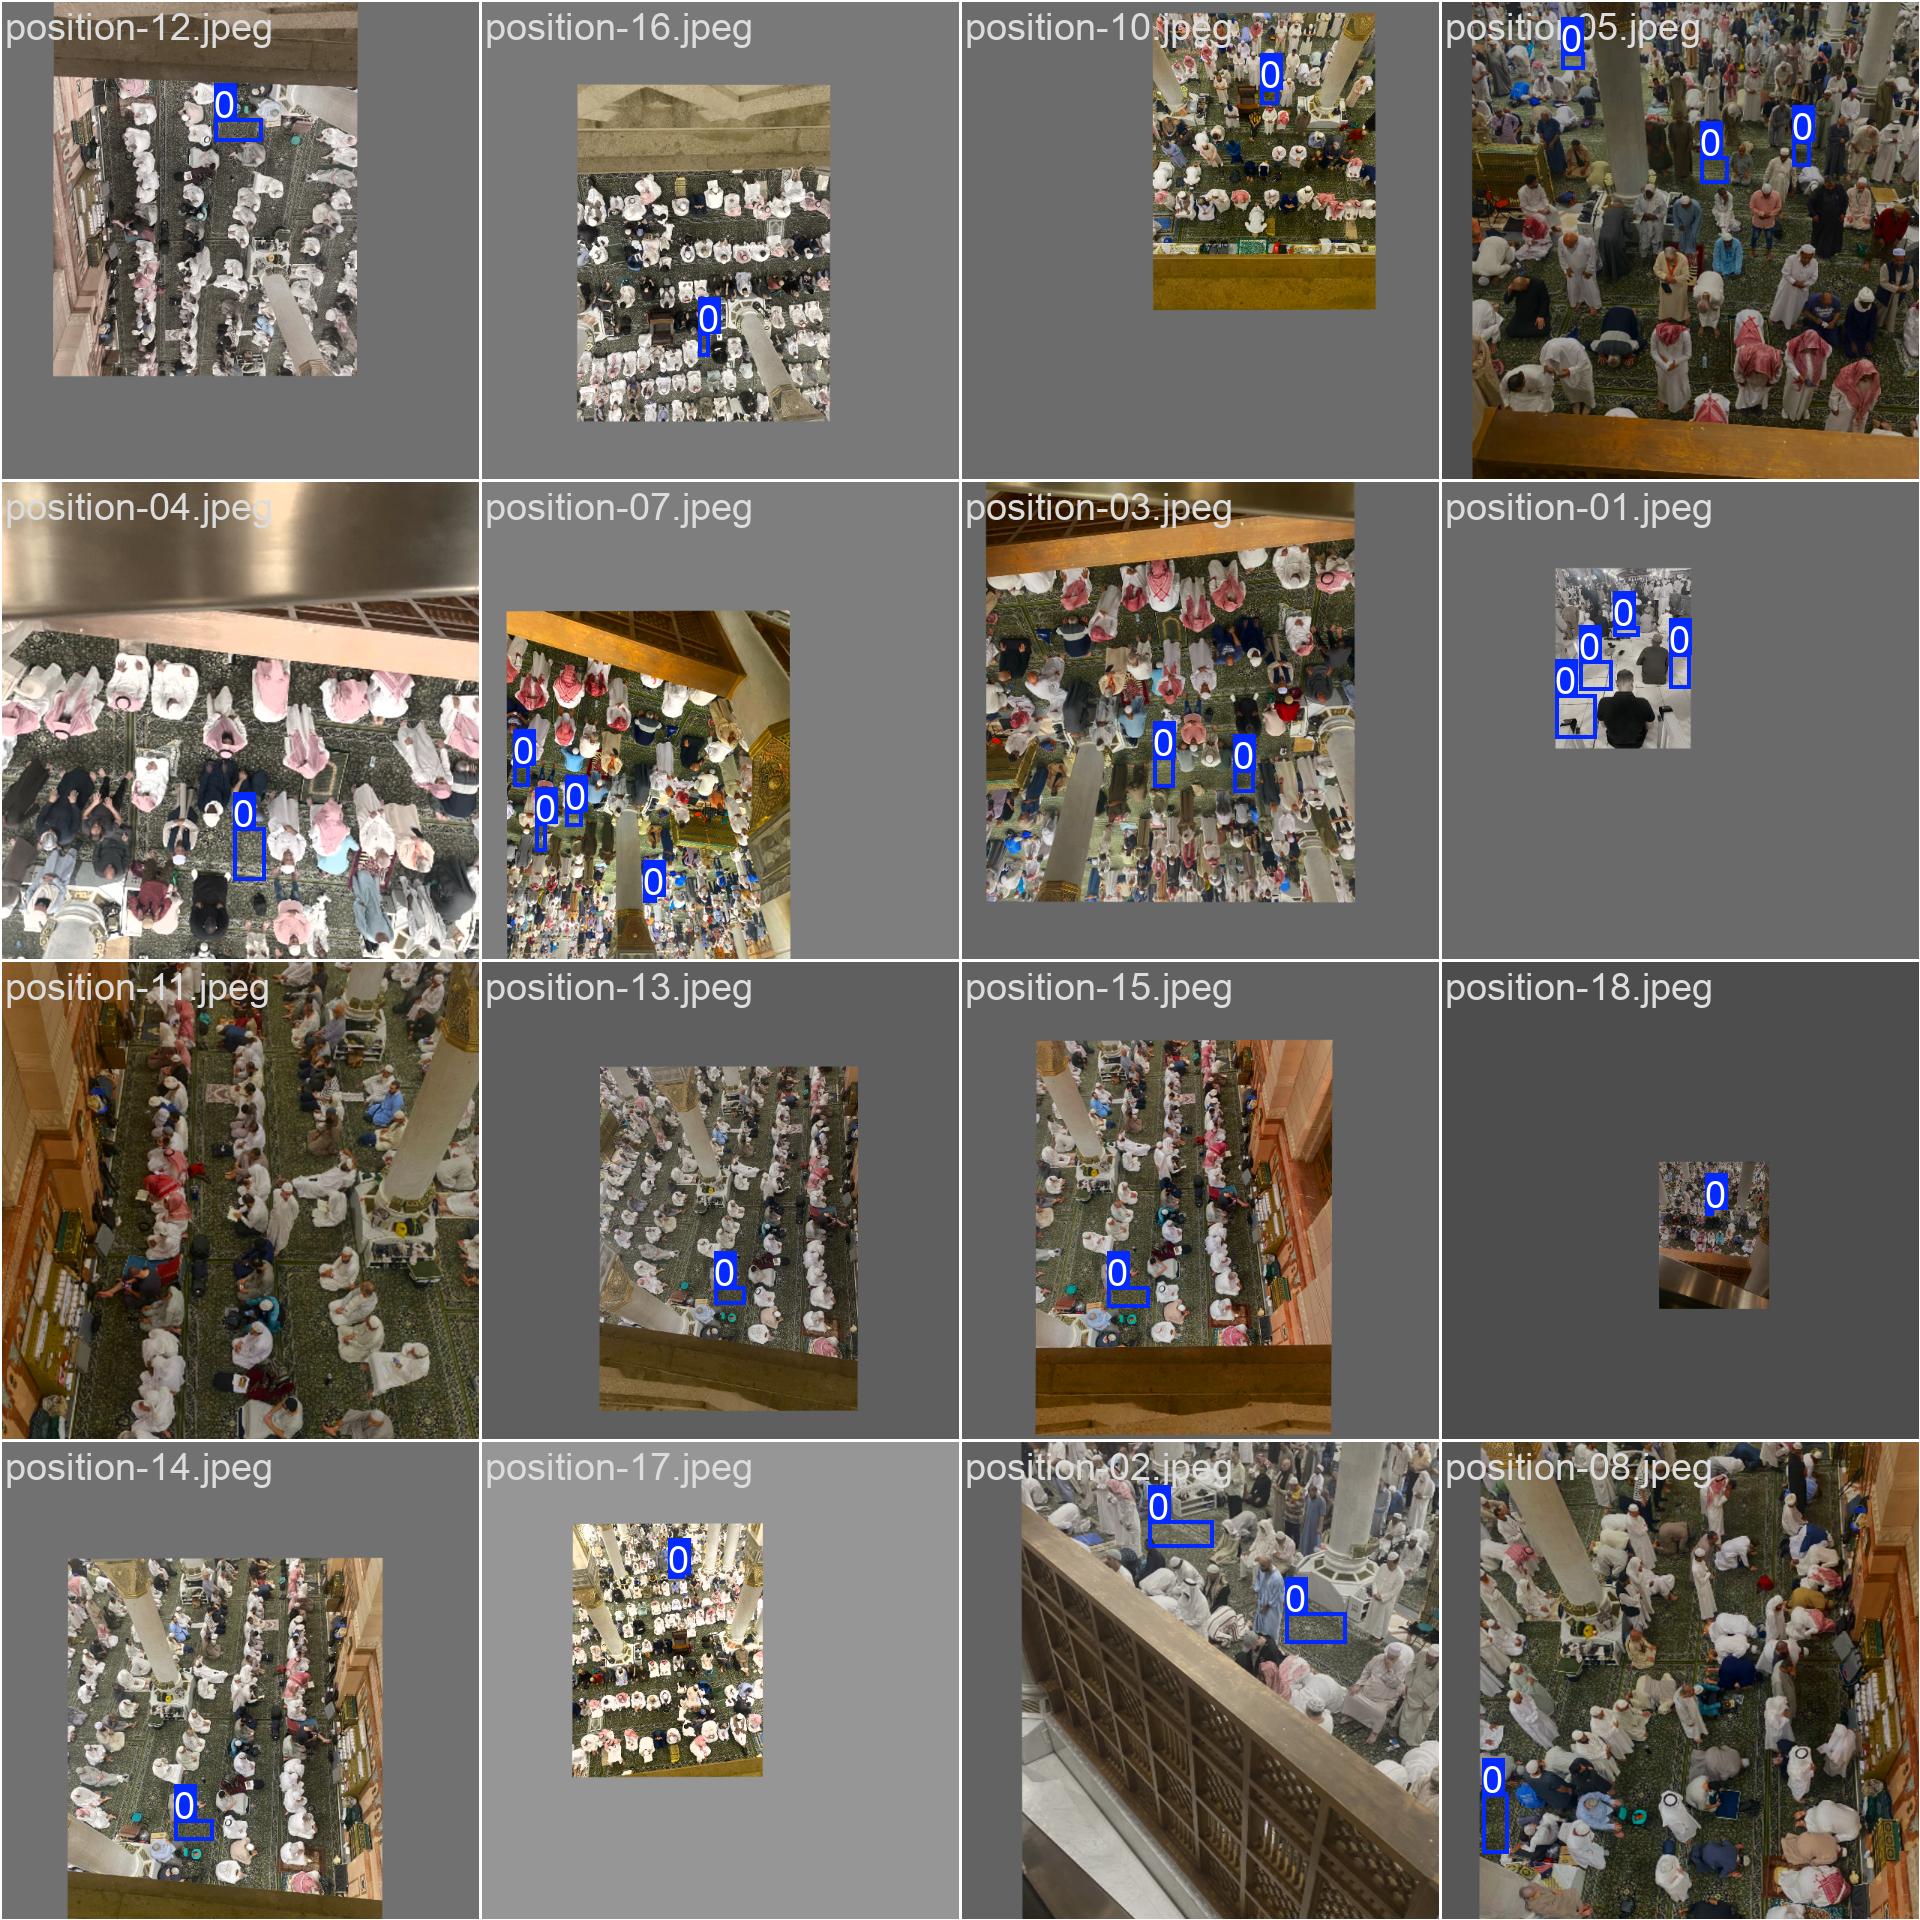 position-12.jpeg
0
position-16.jpeg
0
position-10.jpeg
0
position-05.jpeg
0
0
0
position-04.jpeg
0
position-07.jpeg
0
0
0
0
position-03.jpeg
0
0
position-01.jpeg
0
0
0
0
position-11.jpeg
position-13.jpeg
0
position-15.jpeg
0
position-18.jpeg
0
position-14.jpeg
0
position-17.jpeg
0
position-02.jpeg
0
0
position-08.jpeg
0